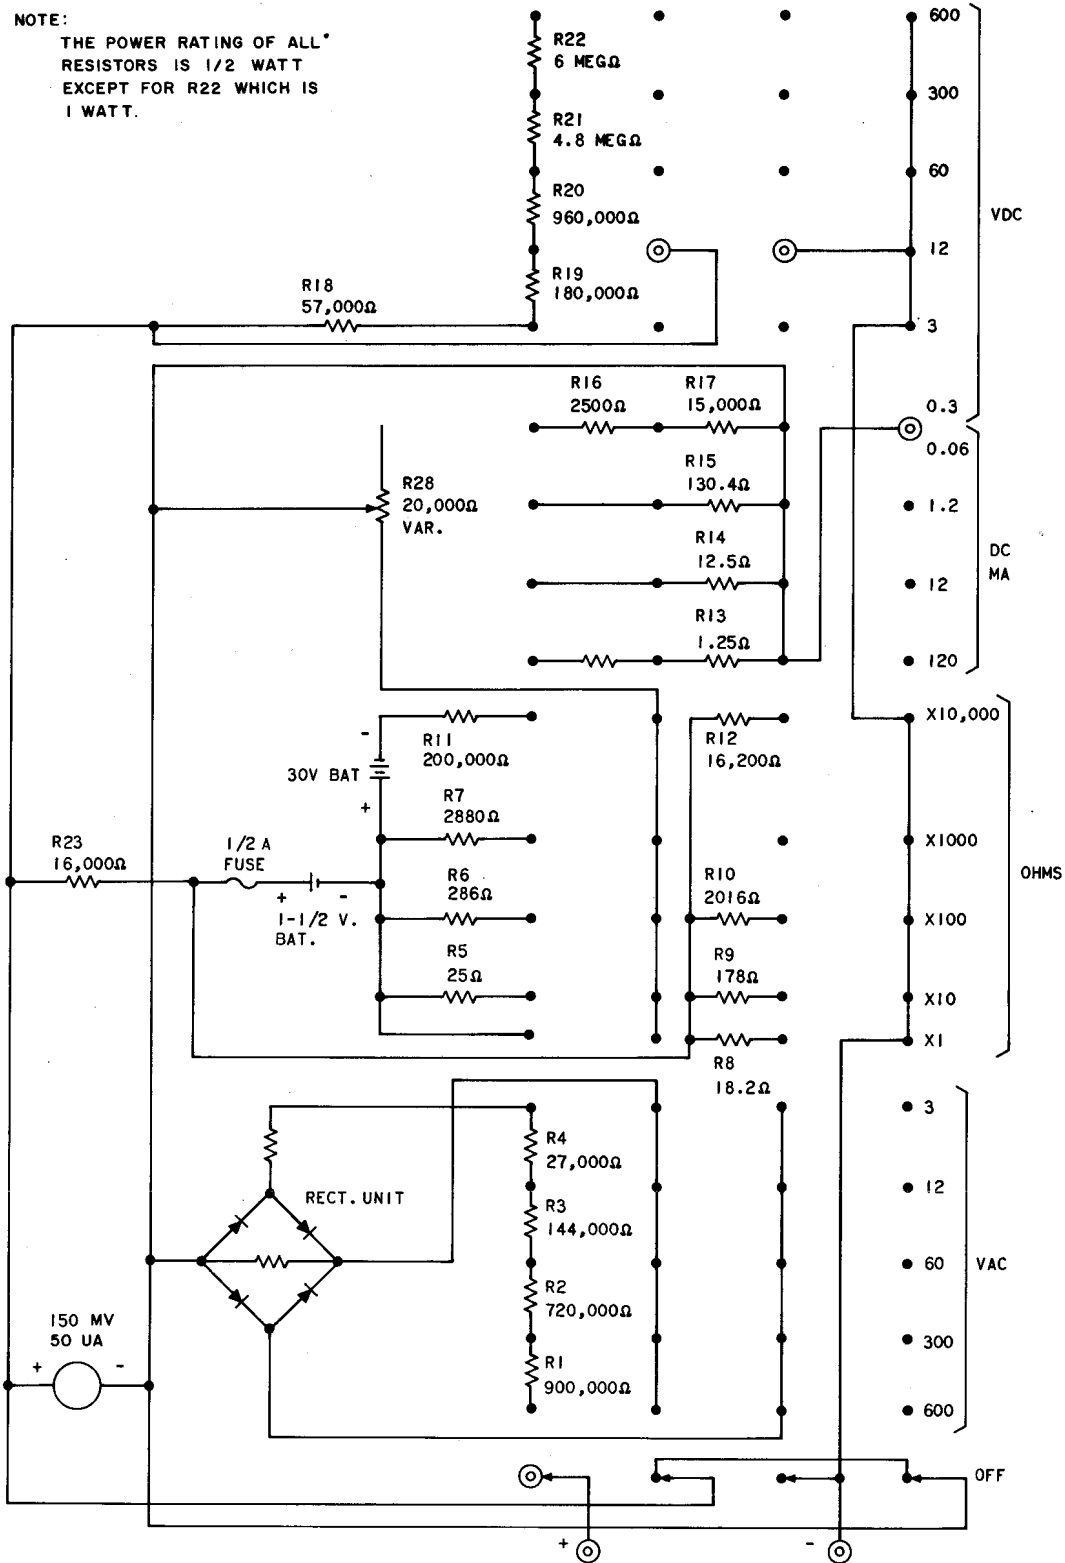 NOTE:
THE POWER RATING OF ALL
RESISTORS IS 1/2 WATT
EXCEPT FOR R22 WHICH IS
1 WATT.
R22
6 MEGΩ
R21
4.8 MEGΩ
R20
960,000Ω
R19
180,000Ω
R18
57,000Ω
600
300
60
12
3
VDC
R16
2500Ω
R17
15,000Ω
0.3
0.06
R15
130.4Ω
1.2
R28
20,000Ω
VAR.
R14
12.5Ω
12
DC
MA
R13
1.25Ω
120
R11
200,000Ω
R12
16,200Ω
X10,000
-
30V BAT
+
R7
2880Ω
X1000
R23
16,000Ω
1/2 A
FUSE
+ -
1-1/2 V.
BAT.
R6
286Ω
R10
2016Ω
X100
OHMS
R5
25Ω
R9
178Ω
X10
X1
R8
18.2Ω
3
R4
27,000Ω
RECT. UNIT
12
R3
144,000Ω
60
VAC
R2
720,000Ω
300
R1
900,000Ω
600
150 MV
50 UA
+ -
OFF
+ -